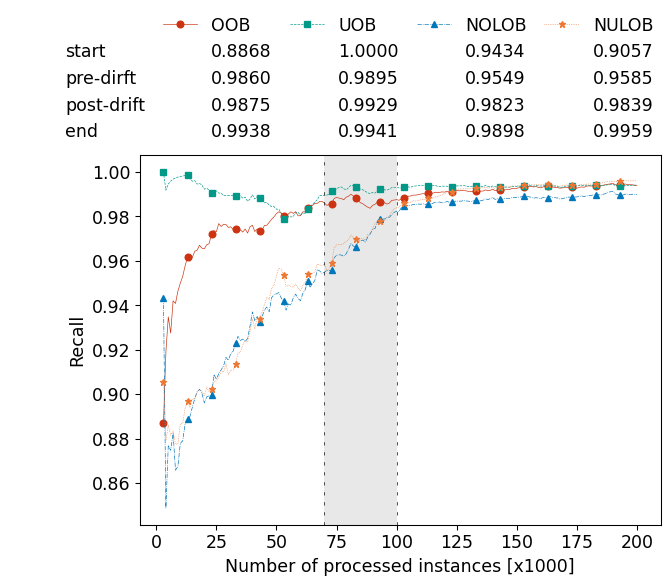 OOB UOB NOLOB NULOB
start 0.8868 1.0000 0.9434 0.9057
pre-dirft 0.9860 0.9895 0.9549 0.9585
post-drift 0.9875 0.9929 0.9823 0.9839
end 0.9938 0.9941 0.9898 0.9959
1.00
0.98
0.96
0.94
0.92
0.90
0.88
0.86
Recall
0 25 50 75 100 125 150 175 200
Number of processed instances [x1000]